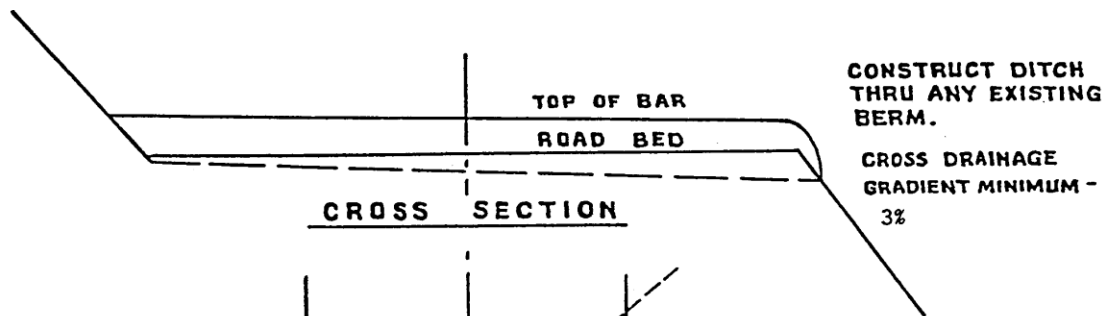 TOP OF BAR
ROAD BED
CROSS SECTION
CONSTRUCT DITCH
THRU ANY EXISTING
BERM.
CROSS DRAINAGE
GRADIENT MINIMUM -
3%